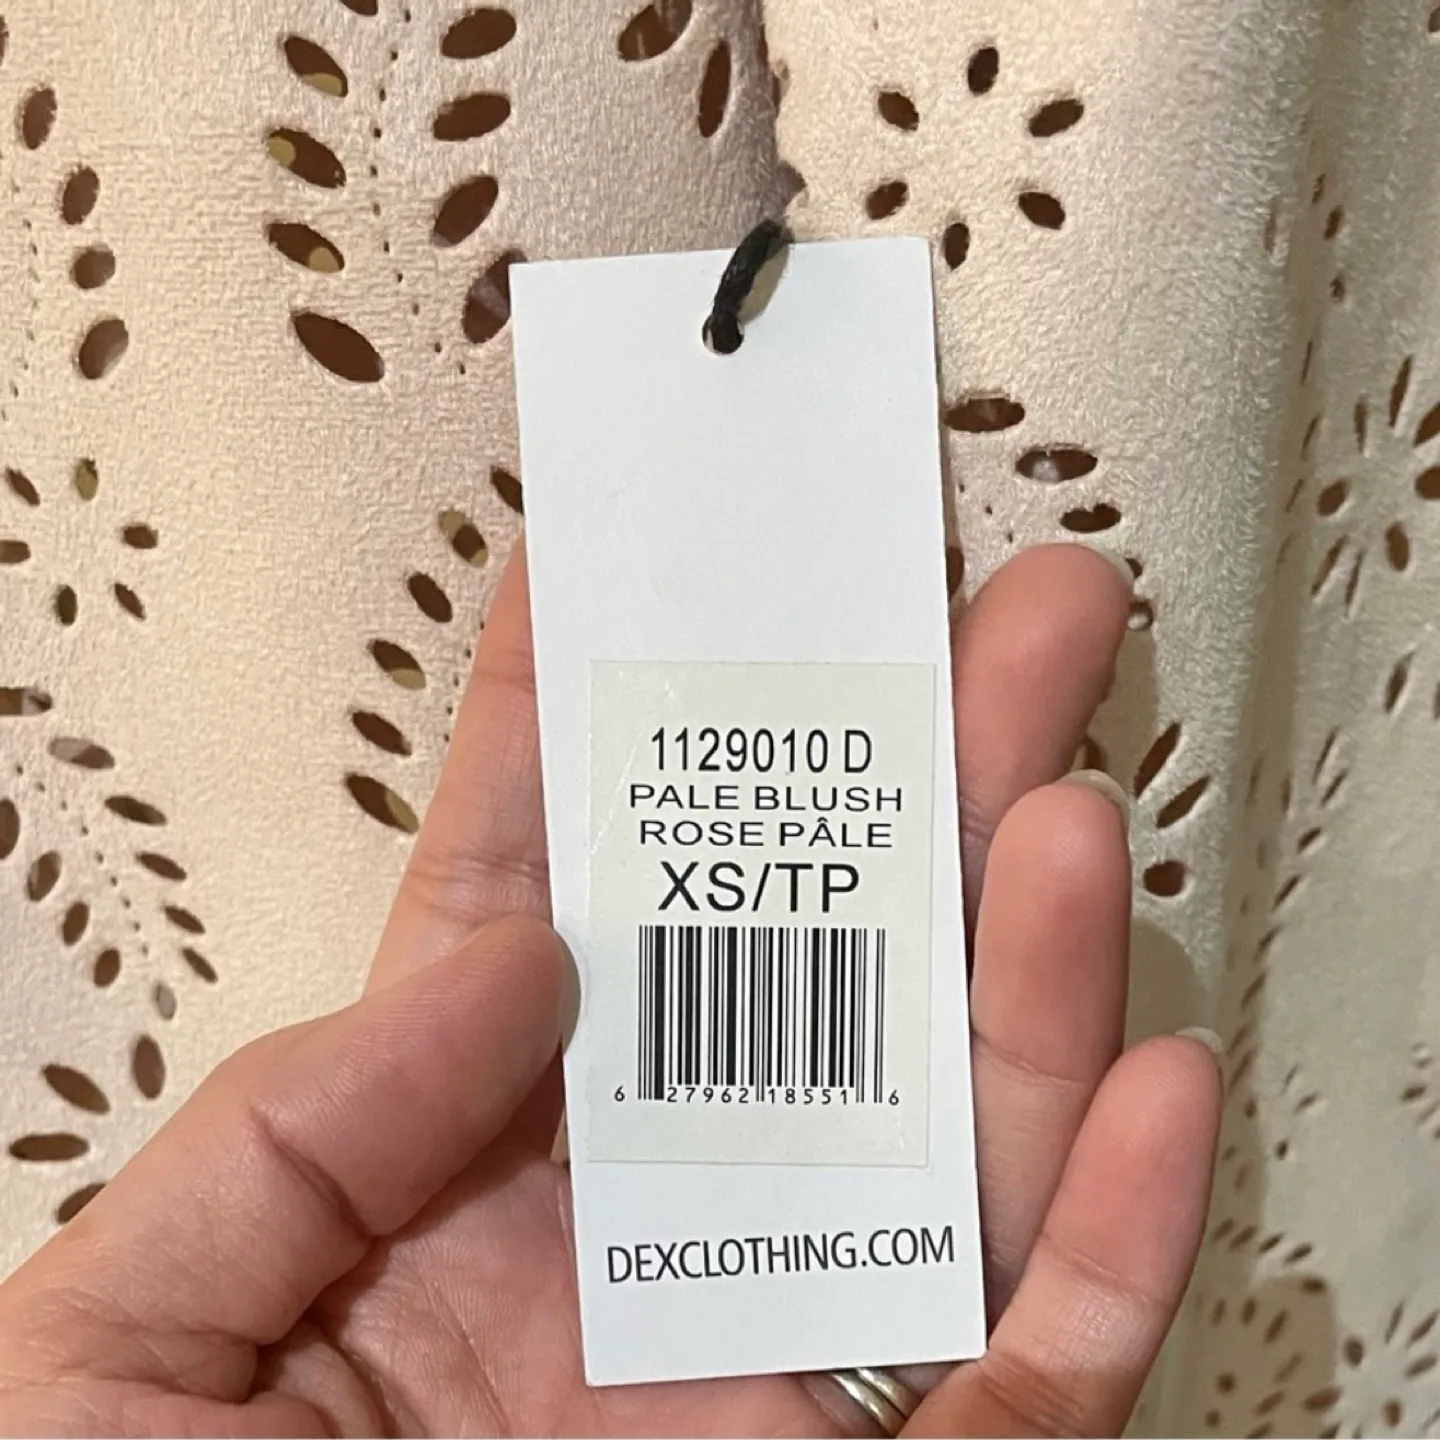 1129010 D
PALE BLUSH
ROSE PÂLE
XS/TP
6 27962 18551 6
DEXCLOTHING.COM